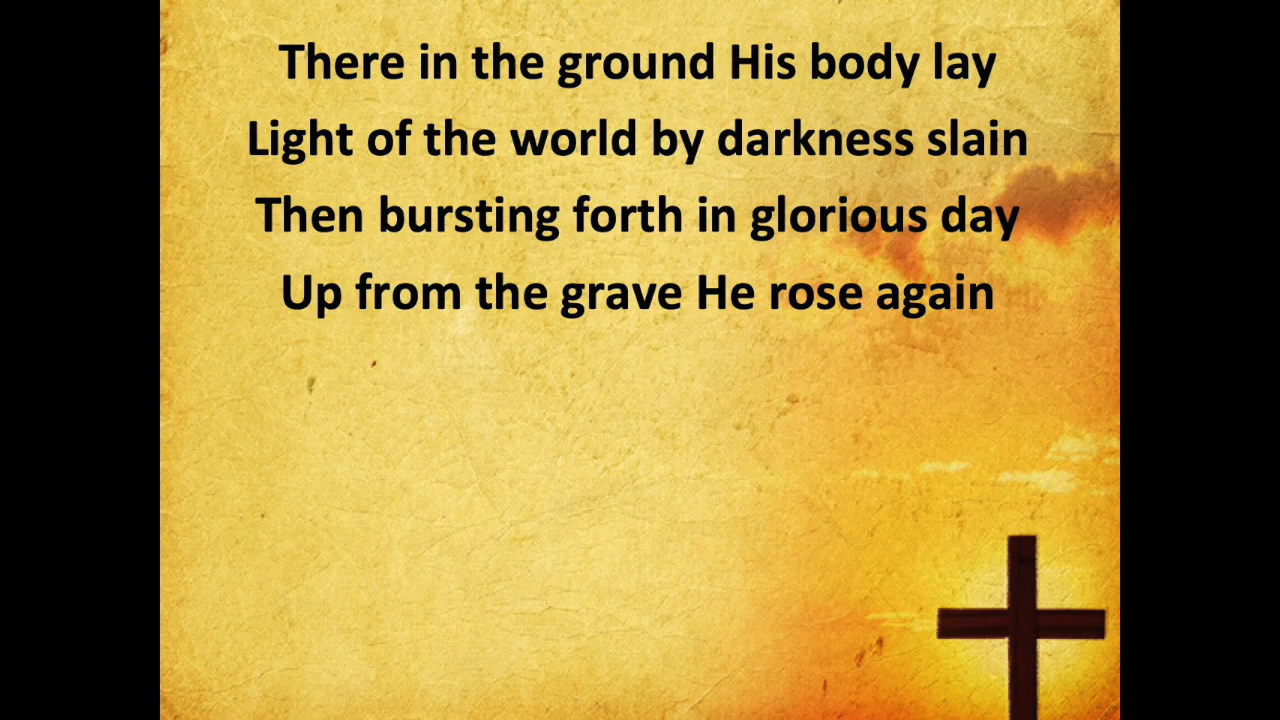 There in the ground His body lay
Light of the world by darkness slain
Then bursting forth in glorious day
Up from the grave He rose again